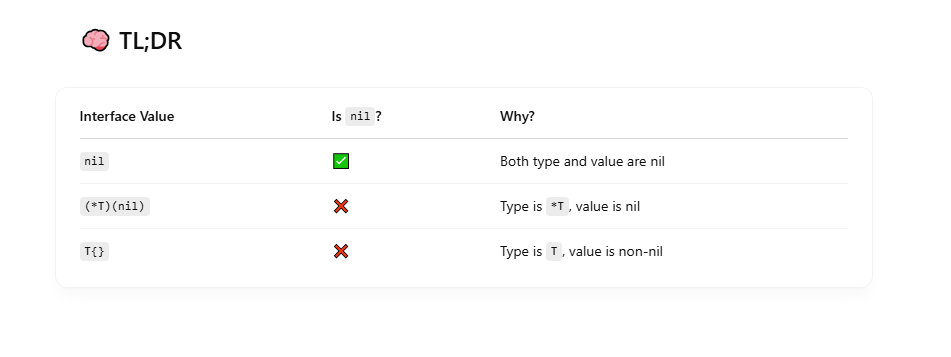 🧠 TL;DR
Interface Value Is nil? Why?
nil ✅ Both type and value are nil
(*T)(nil) ❌ Type is *T, value is nil
T{} ❌ Type is T, value is non-nil